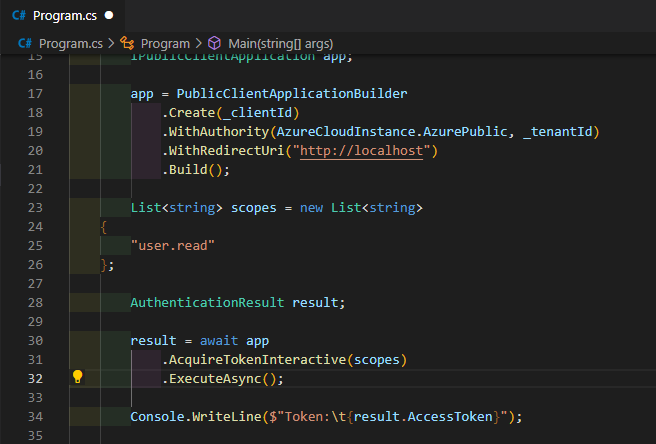 C# Program.cs
C# Program.cs > Program > Main(string[] args)
15 IPublicClientApplication app;
16
17 app = PublicClientApplicationBuilder
18 .Create(_clientId)
19 .WithAuthority(AzureCloudInstance.AzurePublic, _tenantId)
20 .WithRedirectUri("http://localhost")
21 .Build();
22
23 List<string> scopes = new List<string>
24 {
25 "user.read"
26 };
27
28 AuthenticationResult result;
29
30 result = await app
31 .AcquireTokenInteractive(scopes)
32 .ExecuteAsync();
33
34 Console.WriteLine($"Token:\t{result.AccessToken}");
35